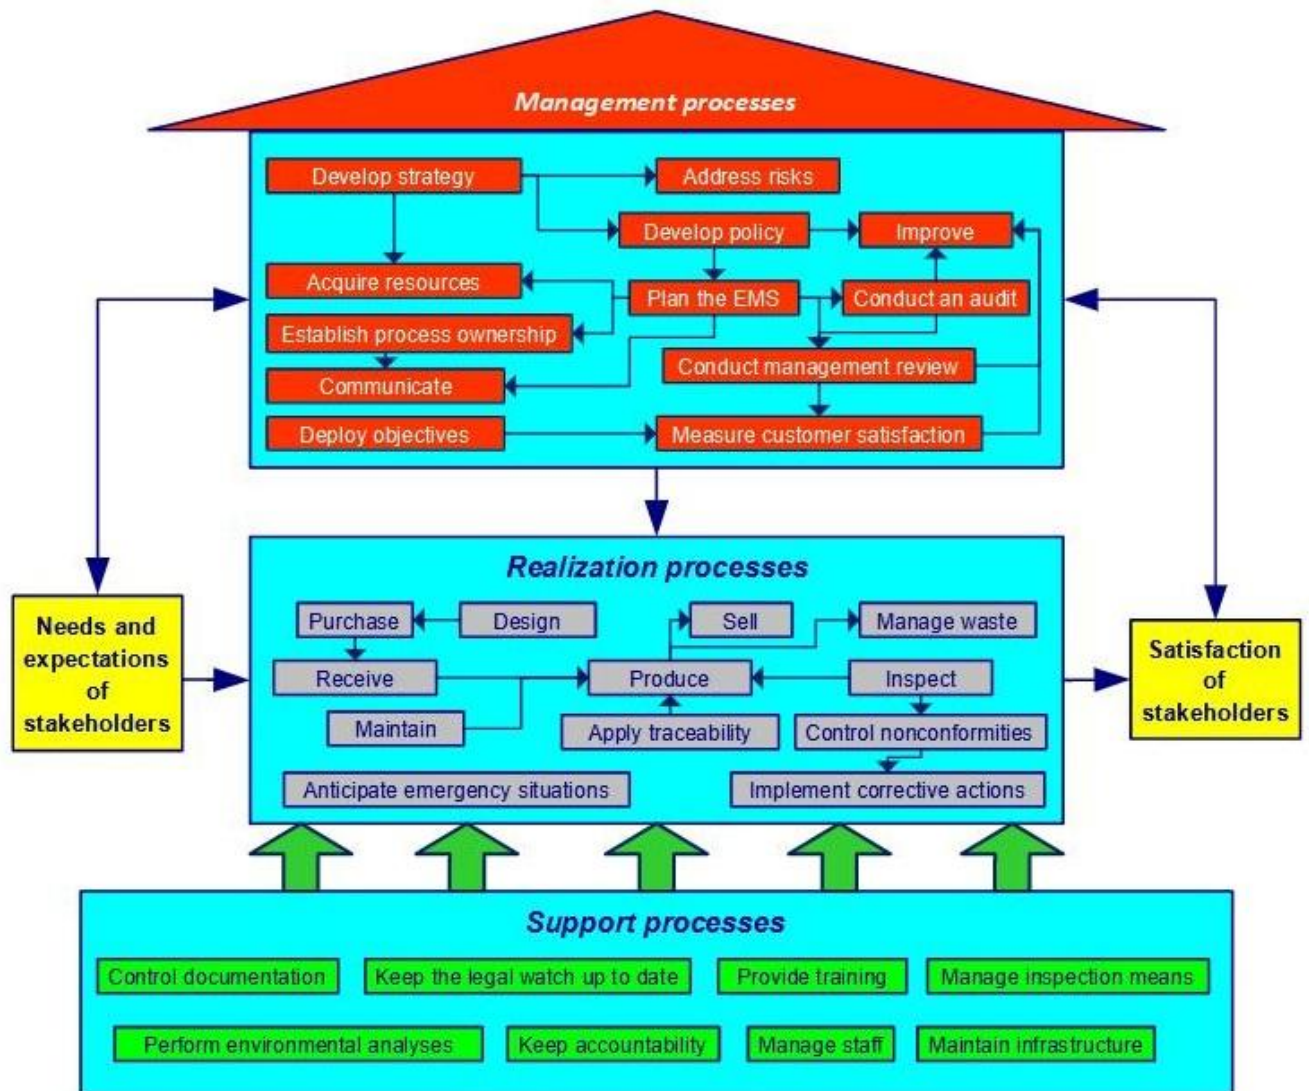 Management processes
Develop strategy
Address risks
Develop policy
Improve
Acquire resources
Plan the EMS
Conduct an audit
Establish process ownership
Conduct management review
Communicate
Deploy objectives
Measure customer satisfaction
Realization processes
Purchase
Design
Sell
Manage waste
Needs and
expectations
of
stakeholders
Receive
Produce
Inspect
Maintain
Apply traceability
Control nonconformities
Anticipate emergency situations
Implement corrective actions
Satisfaction
of
stakeholders
Support processes
Control documentation
Keep the legal watch up to date
Provide training
Manage inspection means
Perform environmental analyses
Keep accountability
Manage staff
Maintain infrastructure